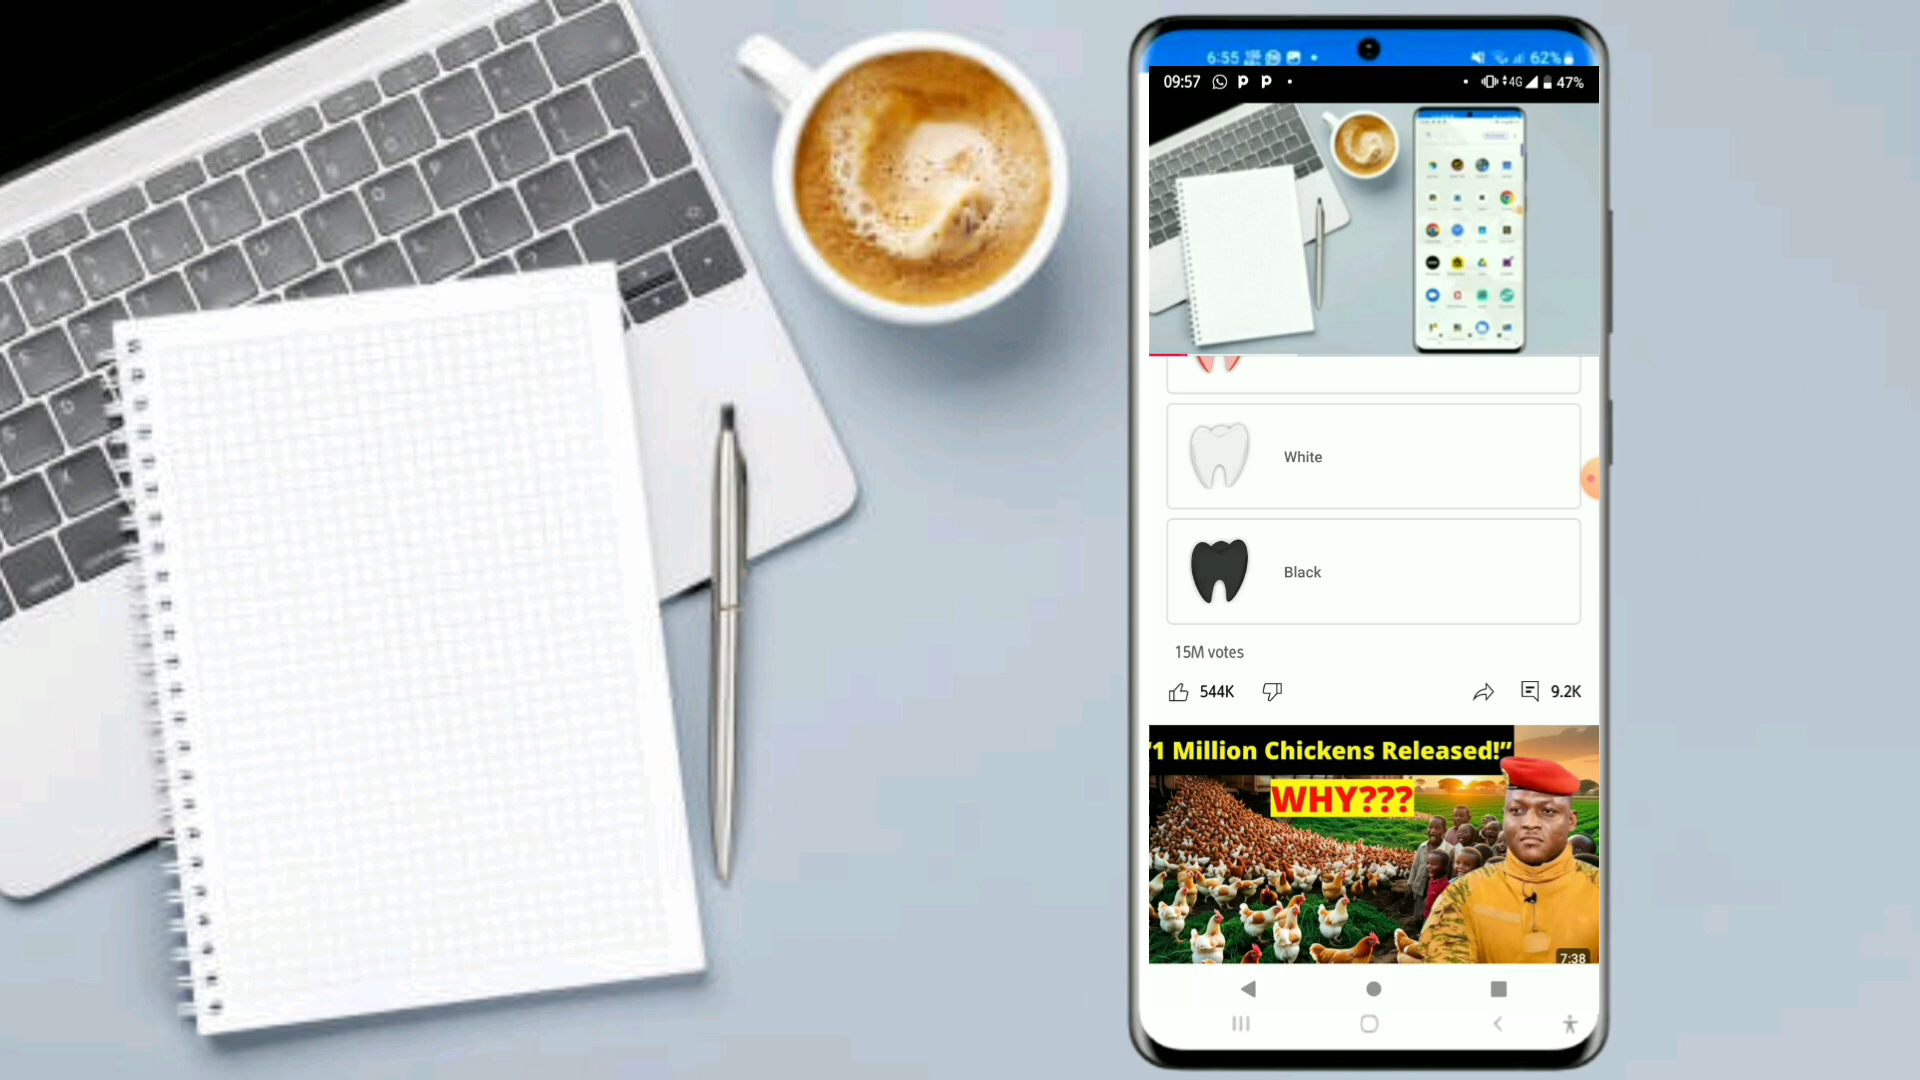 6:55
62%
09:57
4G
47%
White
Black
15M votes
544K
9.2K
"1 Million Chickens Released!"
WHY???
7:38